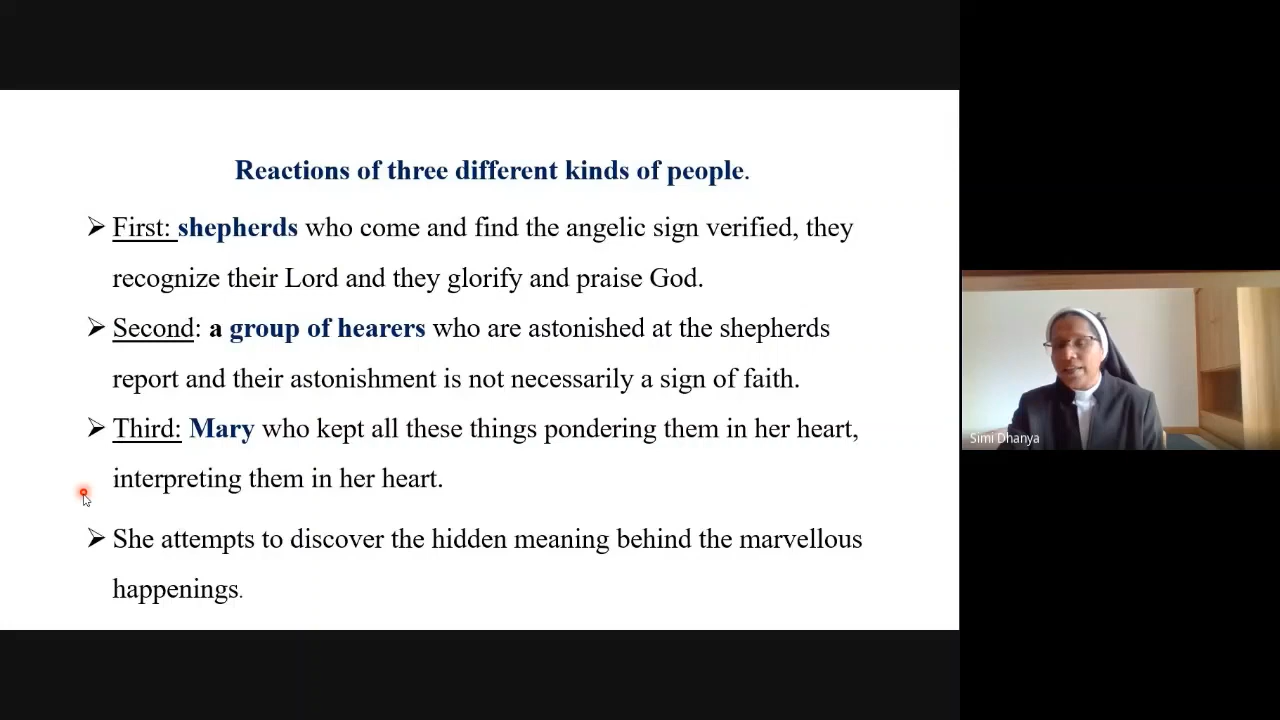 Reactions of three different kinds of people.
➢ First: shepherds who come and find the angelic sign verified, they
recognize their Lord and they glorify and praise God.
➢ Second: a group of hearers who are astonished at the shepherds
report and their astonishment is not necessarily a sign of faith.
➢ Third: Mary who kept all these things pondering them in her heart,
interpreting them in her heart.
➢ She attempts to discover the hidden meaning behind the marvellous
happenings.
Simi Dhanya